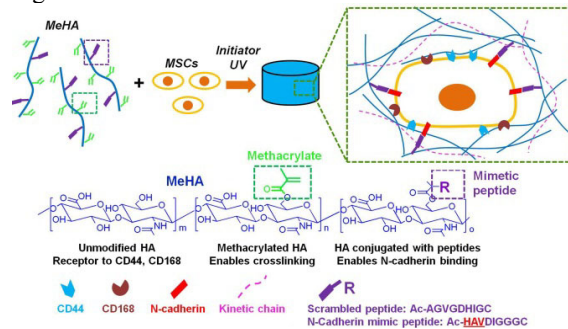 MeHA
MSCs
Initiator
UV
+
Methacrylate
MeHA
Mimetic
peptide
R
Unmodified HA
Receptor to CD44, CD168
Methacrylated HA
Enables crosslinking
HA conjugated with peptides
Enables N-cadherin binding
R
CD44
CD168
N-cadherin
Kinetic chain
Scrambled peptide: Ac-AGVGDHIGC
N-Cadherin mimic peptide: Ac-HAVDIGGGC